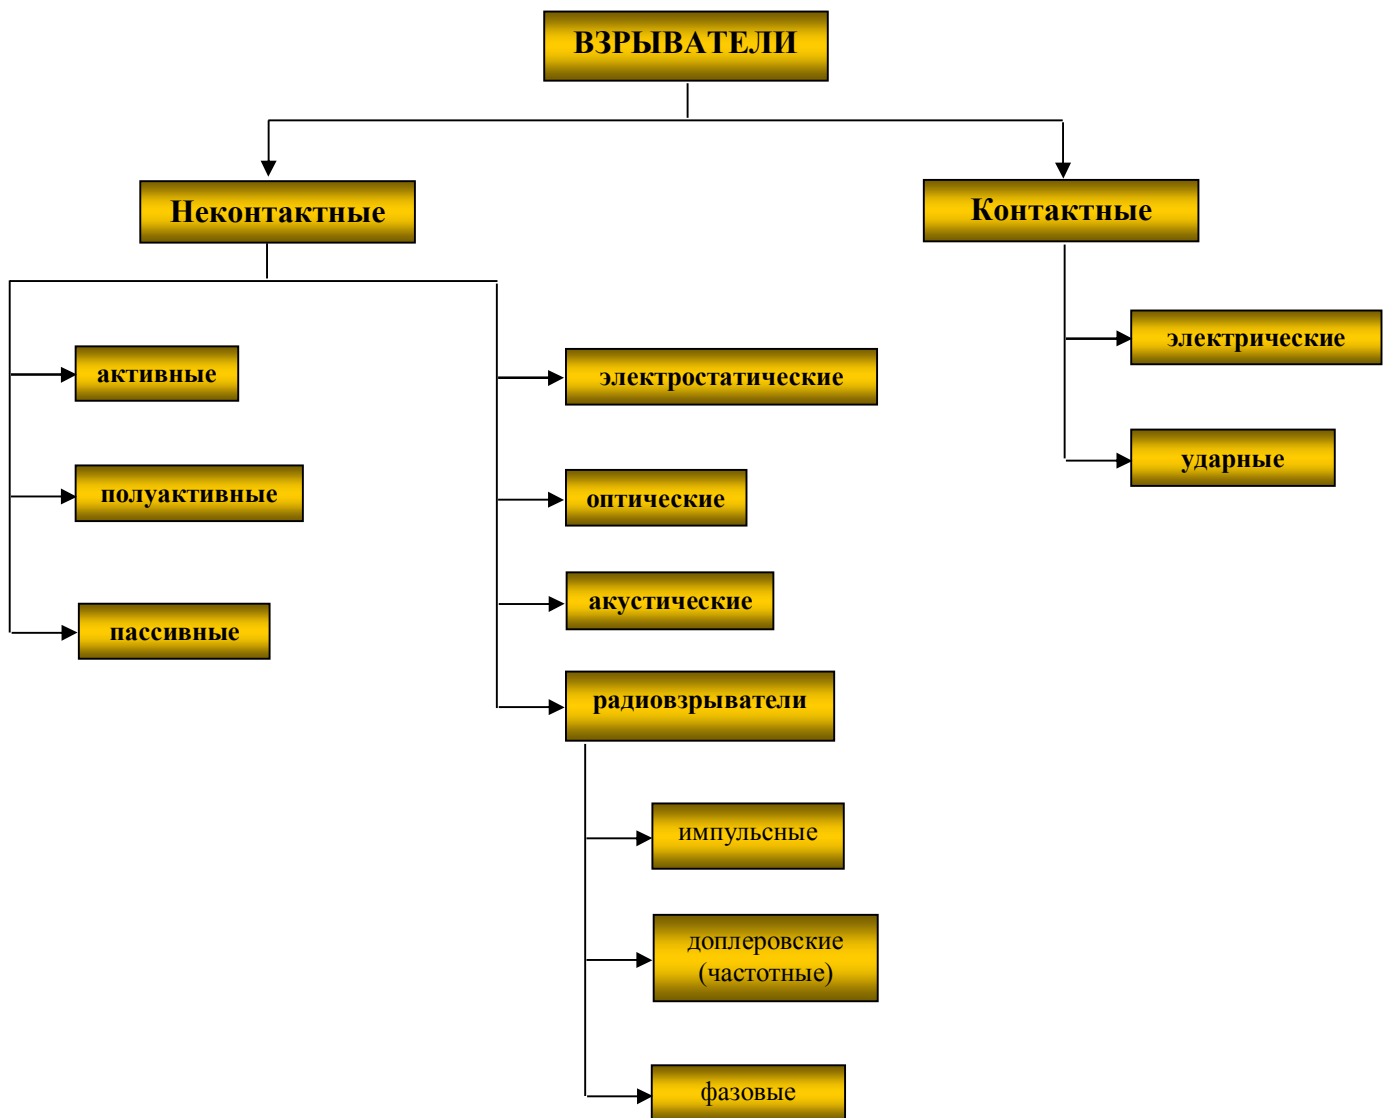 ВЗРЫВАТЕЛИ
Неконтактные
Контактные
активные
полуактивные
пассивные
электростатические
оптические
акустические
радиовзрыватели
импульсные
доплеровские
(частотные)
фазовые
электрические
ударные